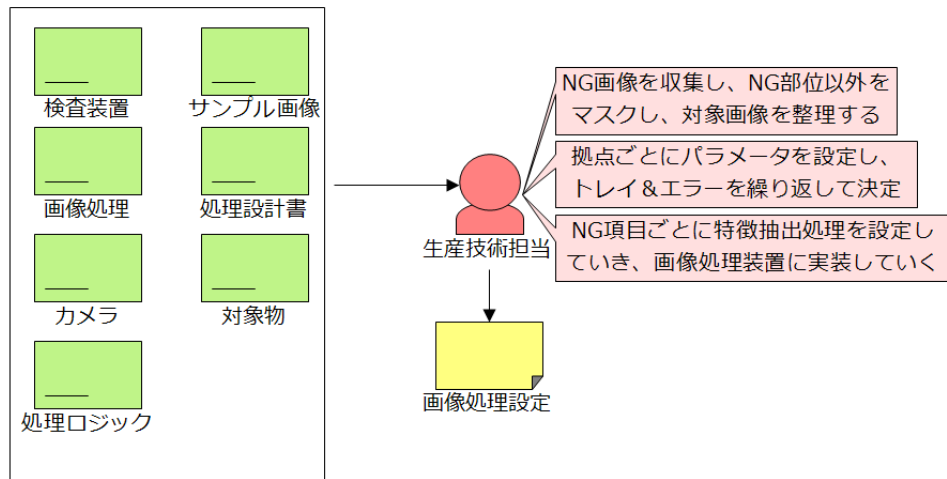 検査装置
サンプル画像
画像処理
処理設計書
カメラ
対象物
処理ロジック
生産技術担当
画像処理設定
NG画像を収集し、NG部位以外を
マスクし、対象画像を整理する
拠点ごとにパラメータを設定し、
トレイ＆エラーを繰り返して決定
NG項目ごとに特徴抽出処理を設定し
ていき、画像処理装置に実装していく